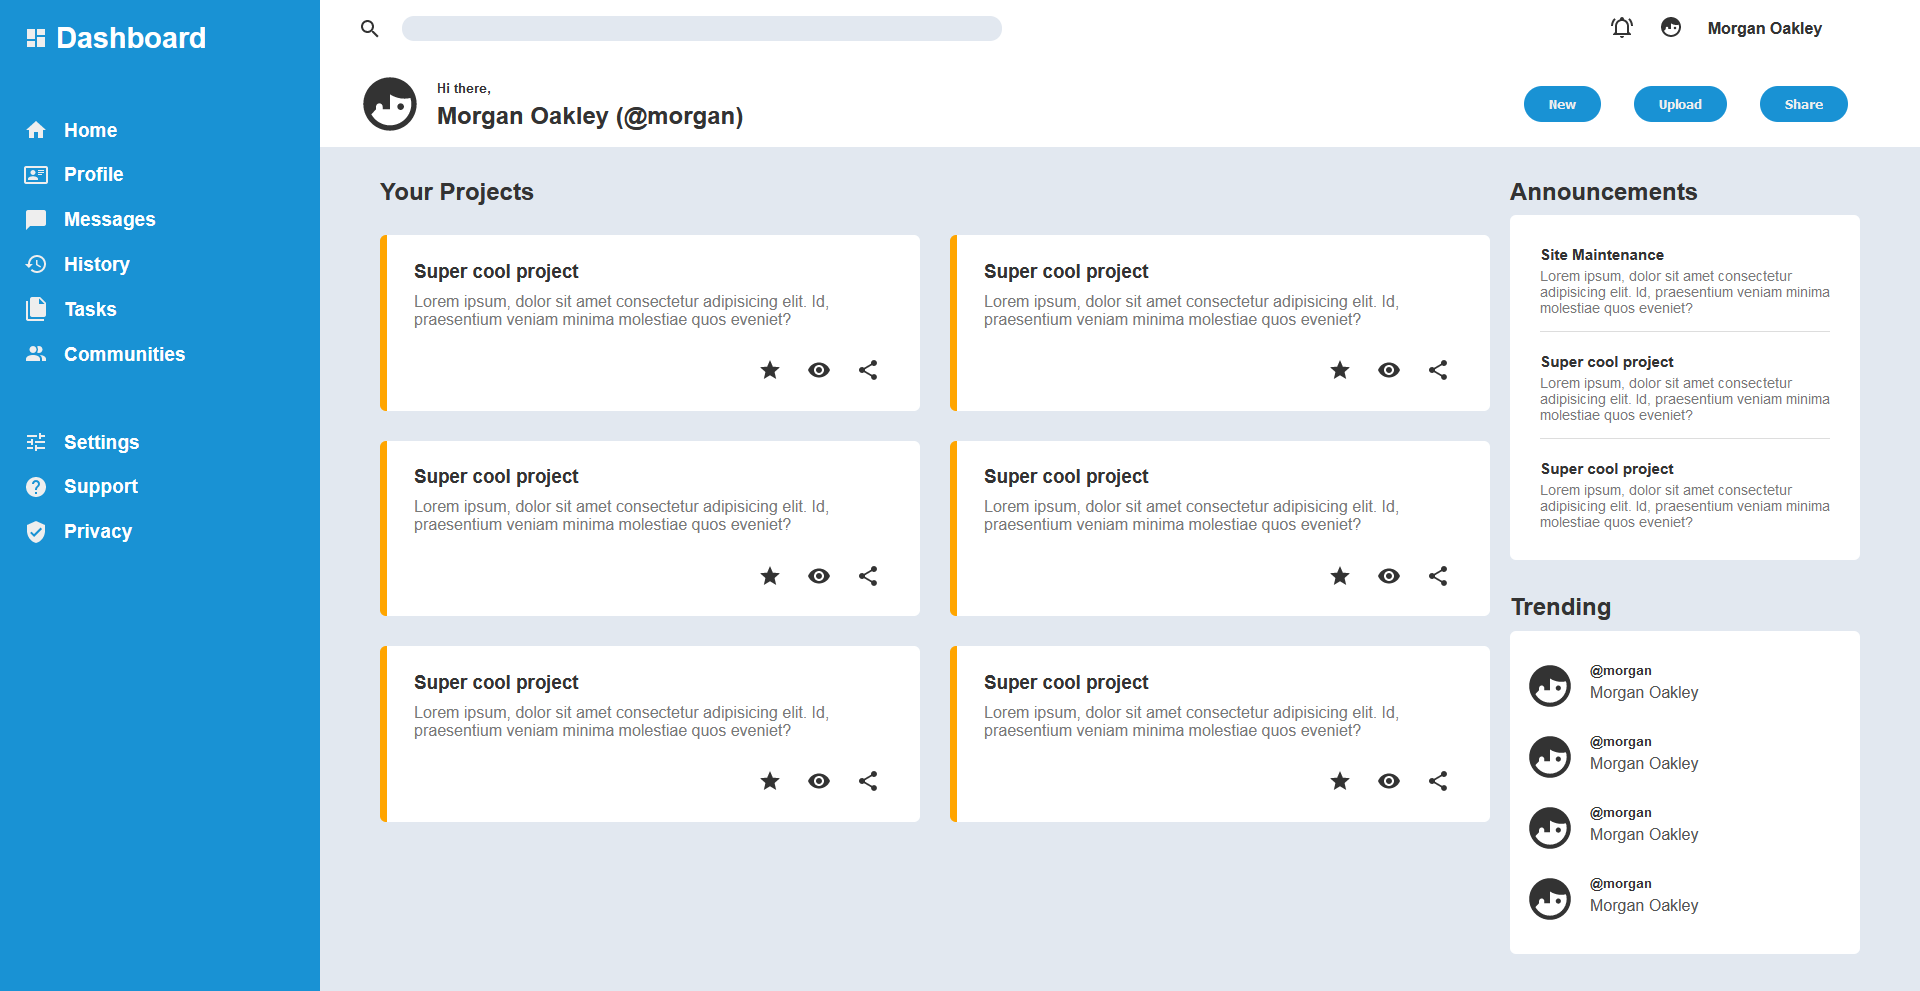 Dashboard
Home
Profile
Messages
History
Tasks
Communities
Settings
Support
Privacy
Morgan Oakley
Hi there,
Morgan Oakley (@morgan)
New
Upload
Share
Your Projects
Super cool project
Lorem ipsum, dolor sit amet consectetur adipisicing elit. Id,
praesentium veniam minima molestiae quos eveniet?
Super cool project
Lorem ipsum, dolor sit amet consectetur adipisicing elit. Id,
praesentium veniam minima molestiae quos eveniet?
Super cool project
Lorem ipsum, dolor sit amet consectetur adipisicing elit. Id,
praesentium veniam minima molestiae quos eveniet?
Super cool project
Lorem ipsum, dolor sit amet consectetur adipisicing elit. Id,
praesentium veniam minima molestiae quos eveniet?
Super cool project
Lorem ipsum, dolor sit amet consectetur adipisicing elit. Id,
praesentium veniam minima molestiae quos eveniet?
Super cool project
Lorem ipsum, dolor sit amet consectetur adipisicing elit. Id,
praesentium veniam minima molestiae quos eveniet?
Announcements
Site Maintenance
Lorem ipsum, dolor sit amet consectetur
adipisicing elit. Id, praesentium veniam minima
molestiae quos eveniet?
Super cool project
Lorem ipsum, dolor sit amet consectetur
adipisicing elit. Id, praesentium veniam minima
molestiae quos eveniet?
Super cool project
Lorem ipsum, dolor sit amet consectetur
adipisicing elit. Id, praesentium veniam minima
molestiae quos eveniet?
Trending
@morgan
Morgan Oakley
@morgan
Morgan Oakley
@morgan
Morgan Oakley
@morgan
Morgan Oakley